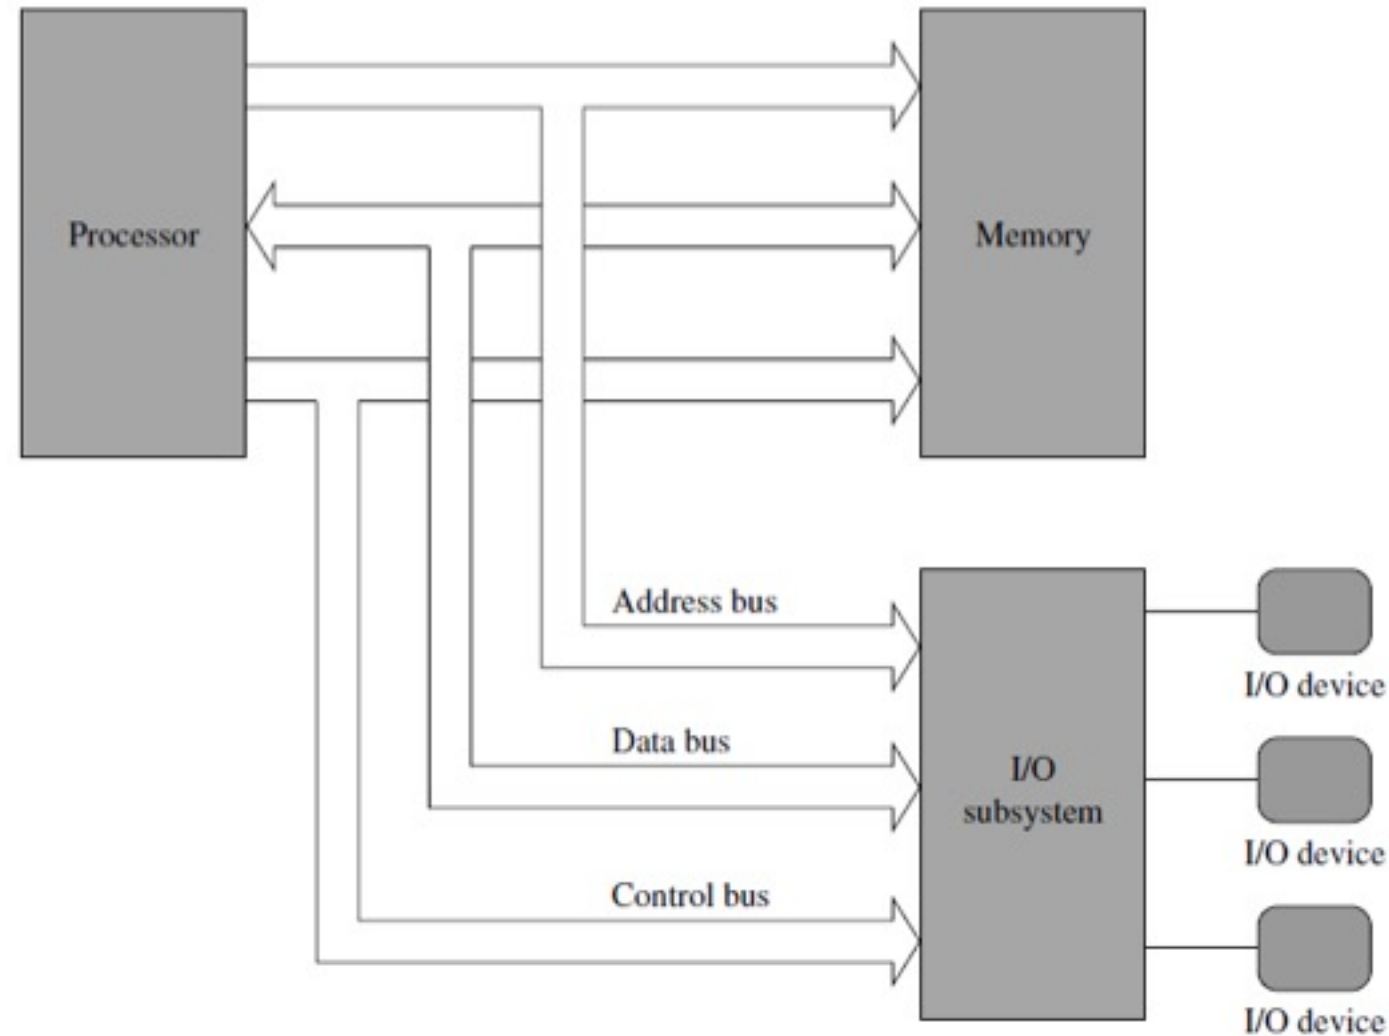 Processor
Memory
Address bus
I/O device
Data bus
I/O
subsystem
I/O device
Control bus
I/O device